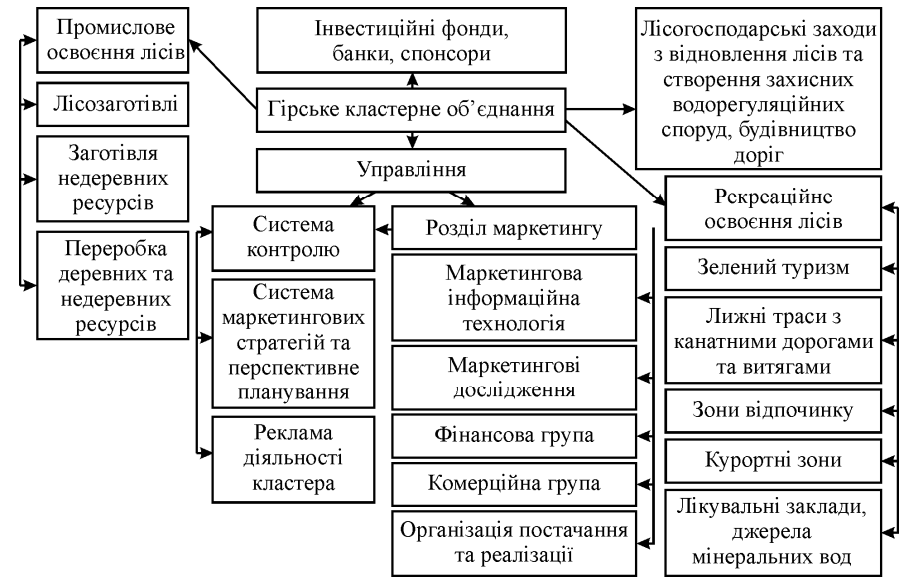 Промислове
освоєння лісів
Лісозаготівлі
Заготівля
недеревних
ресурсів
Переробка
деревних та
недеревних
ресурсів
Інвестиційні фонди,
банки, спонсори
Гірське кластерне об’єднання
Управління
Система
контролю
Система
маркетингових
стратегій та
перспективне
планування
Реклама
діяльності
кластера
Розділ маркетингу
Маркетингова
інформаційна
технологія
Маркетингові
дослідження
Фінансова група
Комерційна група
Організація постачання
та реалізації
Лісогосподарські заходи
з відновлення лісів та
створення захисних
водорегуляційних
споруд, будівництво
доріг
Рекреаційне
освоєння лісів
Зелений туризм
Лижні траси з
канатними дорогами
та витягами
Зони відпочинку
Курортні зони
Лікувальні заклади,
джерела
мінеральних вод